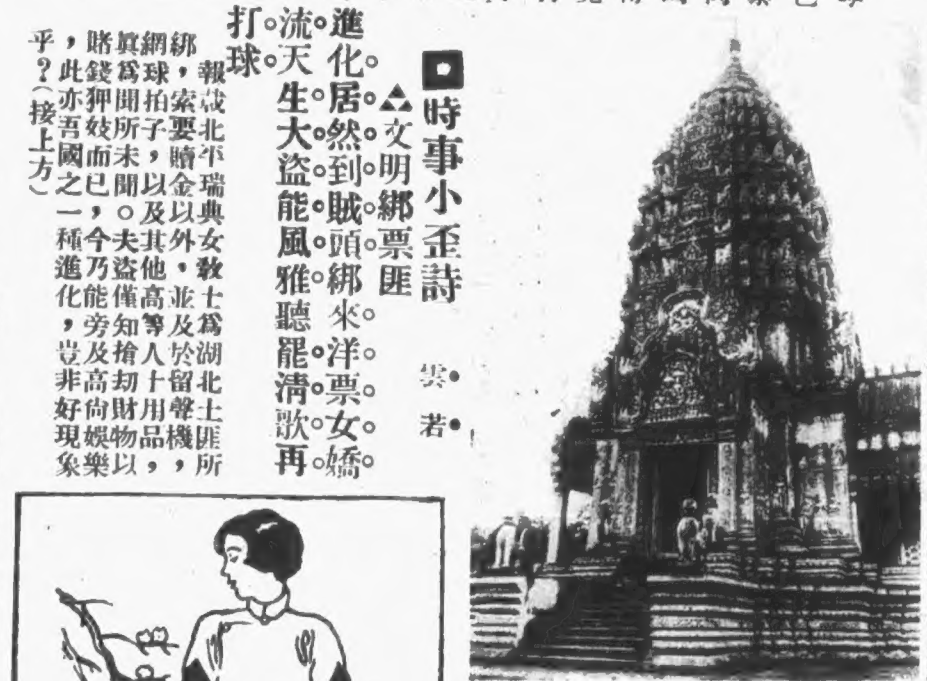 時事小歪詩
雲若
▲文明綁票匪
進化居然到賊頭綁來洋票女嬌
流天生大盜能風雅聽罷清歌再
打球
報載北平瑞典女敎士爲湖北土匪所
綁，索要贖金以外，並及於留聲機，
網球拍子，以及其他高等人士用品，
眞爲聞所未聞。夫盜僅知搶刧財物以
賭錢狎妓而已，今乃能旁及高尙娛樂
，此亦吾國之一種進化，豈非好現象
乎？（接上方）